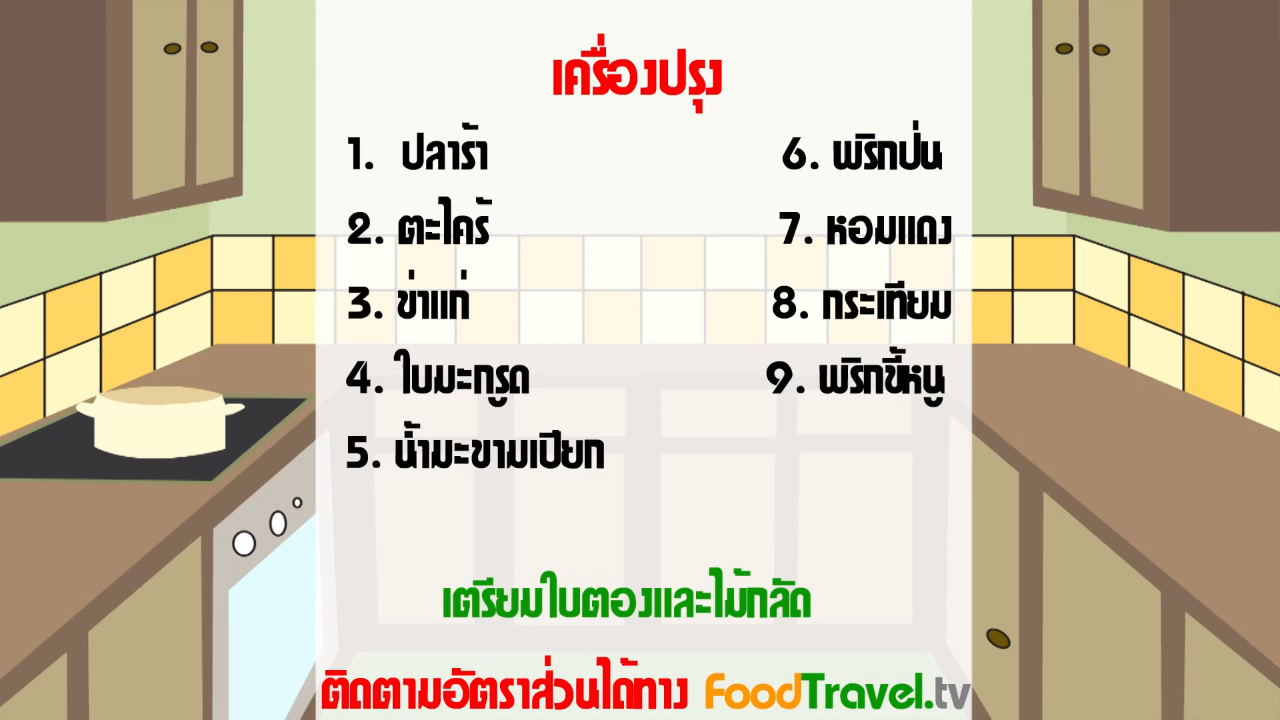 เครื่องปรุง
1. ปลาร้า
2. ตะไคร้
3. ข่าแก่
4. ใบมะกรูด
5. น้ำมะขามเปียก
6. พริกป่น
7. หอมแดง
8. กระเทียม
9. พริกขี้หนู
เตรียมใบตองและไม้กลัด
ติดตามอัตราส่วนได้ทาง FoodTravel.tv